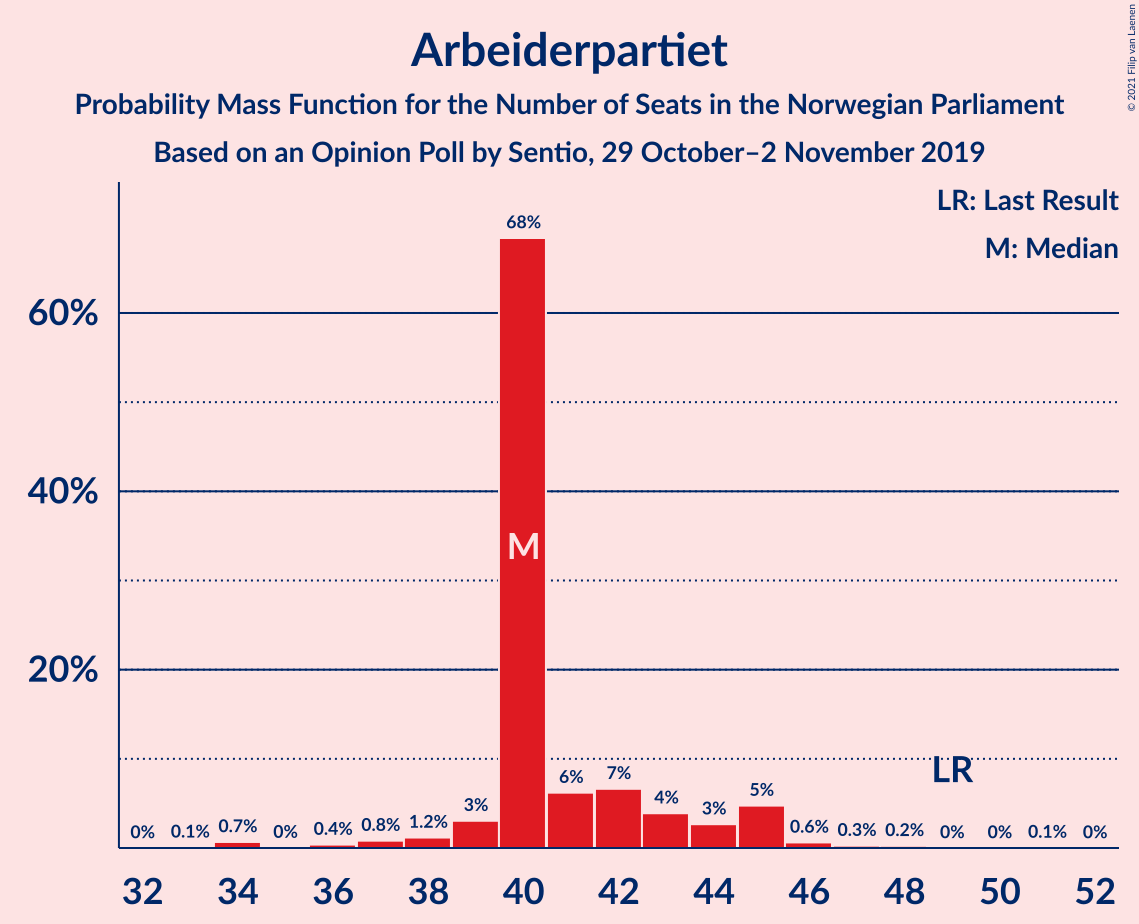 Arbeiderpartiet
Probability Mass Function for the Number of Seats in the Norwegian Parliament
Based on an Opinion Poll by Sentio, 29 October–2 November 2019
© 2021 Filip van Laenen
LR: Last Result
M: Median
68%
60%
40%
M
20%
LR
0% 0.1% 0.7% 0% 0.4% 0.8% 1.2% 3% 6% 7% 4% 3% 5% 0.6% 0.3% 0.2% 0% 0% 0.1% 0%
32 34 36 38 40 42 44 46 48 50 52